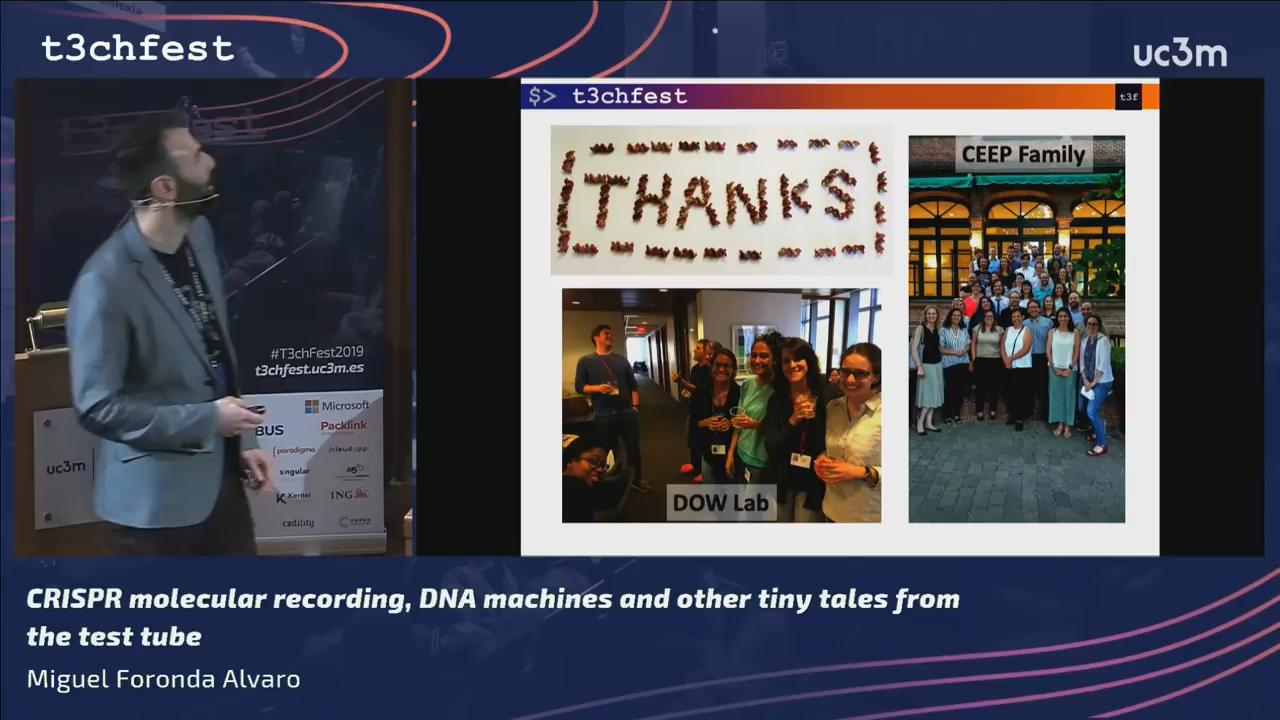 t3chfest
uc3m
$> t3chfest
t3f
THANKS
CEEP Family
DOW Lab
#T3chFest2019
t3chfest.uc3m.es
Microsoft
BUS
Packlink
paradigma
singular
Kernel
ING
codility
uc3m
CRISPR molecular recording, DNA machines and other tiny tales from
the test tube
Miguel Foronda Alvaro